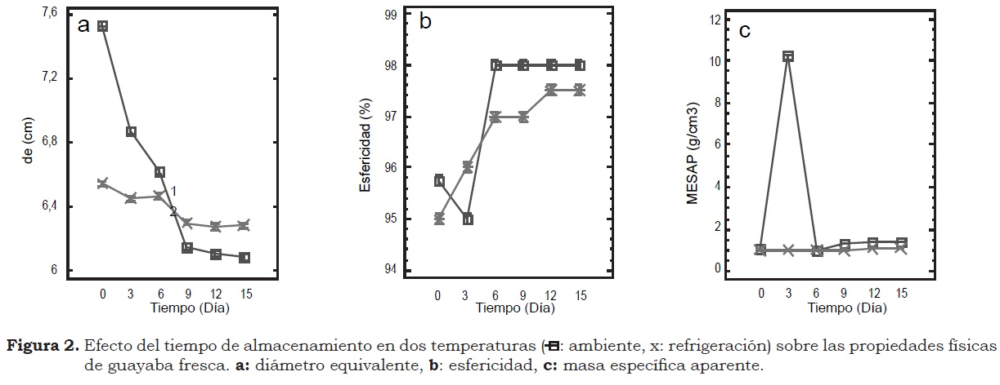 a
7,6
7,2
6,8
6,4
6
de (cm)
1
2
0 3 6 9 12 15
Tiempo (Día)
b
99
98
97
96
95
94
Esfericidad (%)
0 3 6 9 12 15
Tiempo (Día)
c
12
10
8
6
4
2
0
MESAP (g/cm3)
0 3 6 9 12 15
Tiempo (Día)
Figura 2. Efecto del tiempo de almacenamiento en dos temperaturas (: ambiente, x: refrigeración) sobre las propiedades físicas
de guayaba fresca. a: diámetro equivalente, b: esfericidad, c: masa específica aparente.